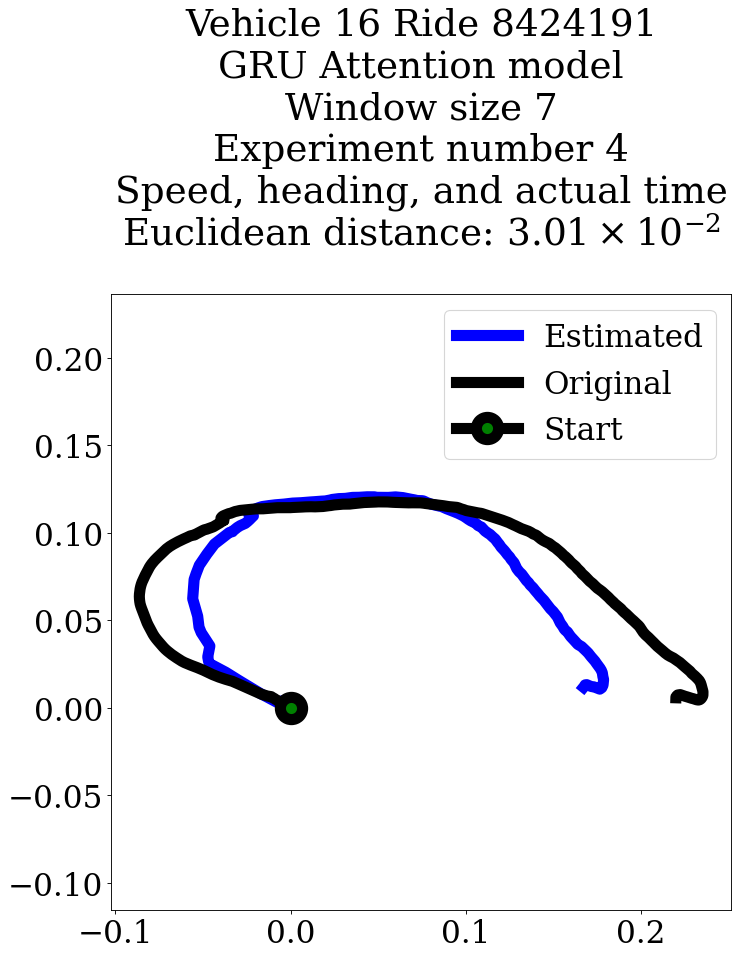 Vehicle 16 Ride 8424191
GRU Attention model
Window size 7
Experiment number 4
Speed, heading, and actual time
Euclidean distance: 3.01 × 10⁻²
Estimated
Original
Start
0.20
0.15
0.10
0.05
0.00
−0.05
−0.10
−0.1 0.0 0.1 0.2